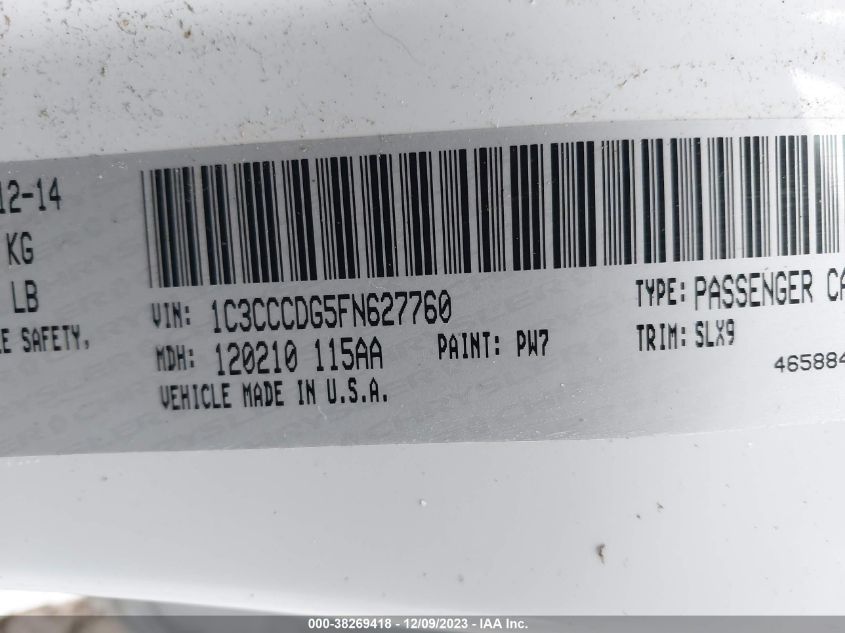 12-14
KG
LB
E SAFETY,
VIN: 1C3CCCDG5FN627760
TYPE: PASSENGER CA
MDH: 120210 115AA
PAINT: PW7
TRIM: SLX9
VEHICLE MADE IN U.S.A.
465884
000-38269418 - 12/09/2023 - IAA Inc.